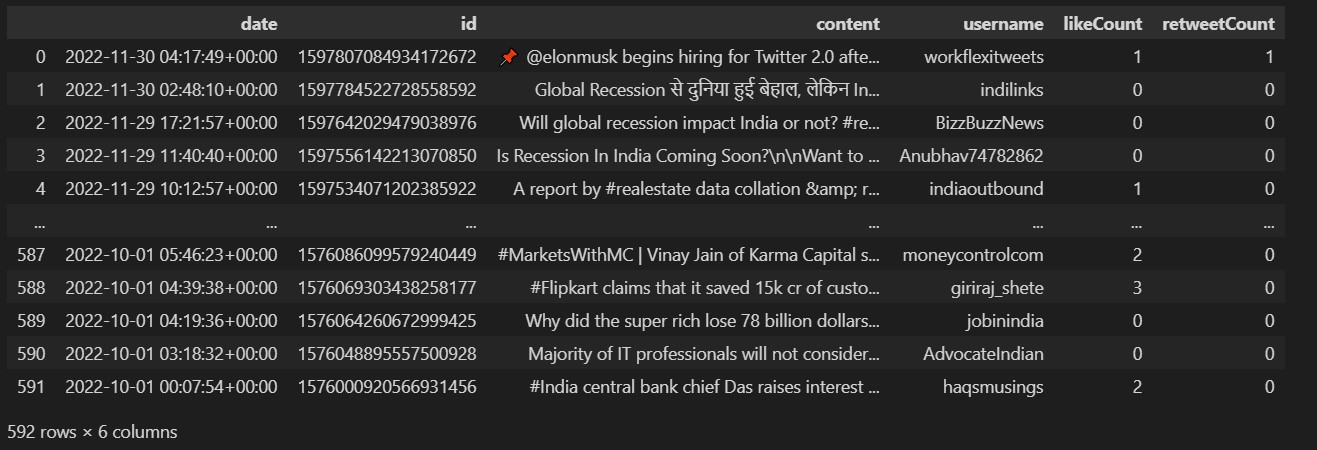 date id content username likeCount retweetCount
0 2022-11-30 04:17:49+00:00 1597807084934172672 📌 @elonmusk begins hiring for Twitter 2.0 afte... workflexitweets 1 1
1 2022-11-30 02:48:10+00:00 1597784522728558592 Global Recession से दुनिया हुई बेहाल, लेकिन In... indilinks 0 0
2 2022-11-29 17:21:57+00:00 1597642029479038976 Will global recession impact India or not? #re... BizzBuzzNews 0 0
3 2022-11-29 11:40:40+00:00 1597556142213070850 Is Recession In India Coming Soon?\n\nWant to ... Anubhav74782862 0 0
4 2022-11-29 10:12:57+00:00 1597534071202385922 A report by #realestate data collation &amp; r... indiaoutbound 1 0
... ... ... ... ... ... ...
587 2022-10-01 05:46:23+00:00 1576086099579240449 #MarketsWithMC | Vinay Jain of Karma Capital s... moneycontrolcom 2 0
588 2022-10-01 04:39:38+00:00 1576069303438258177 #Flipkart claims that it saved 15k cr of custo... giriraj_shete 3 0
589 2022-10-01 04:19:36+00:00 1576064260672999425 Why did the super rich lose 78 billion dollars... jobinindia 0 0
590 2022-10-01 03:18:32+00:00 1576048895557500928 Majority of IT professionals will not consider... AdvocateIndian 0 0
591 2022-10-01 00:07:54+00:00 1576000920566931456 #India central bank chief Das raises interest ... haqsmusings 2 0
592 rows × 6 columns